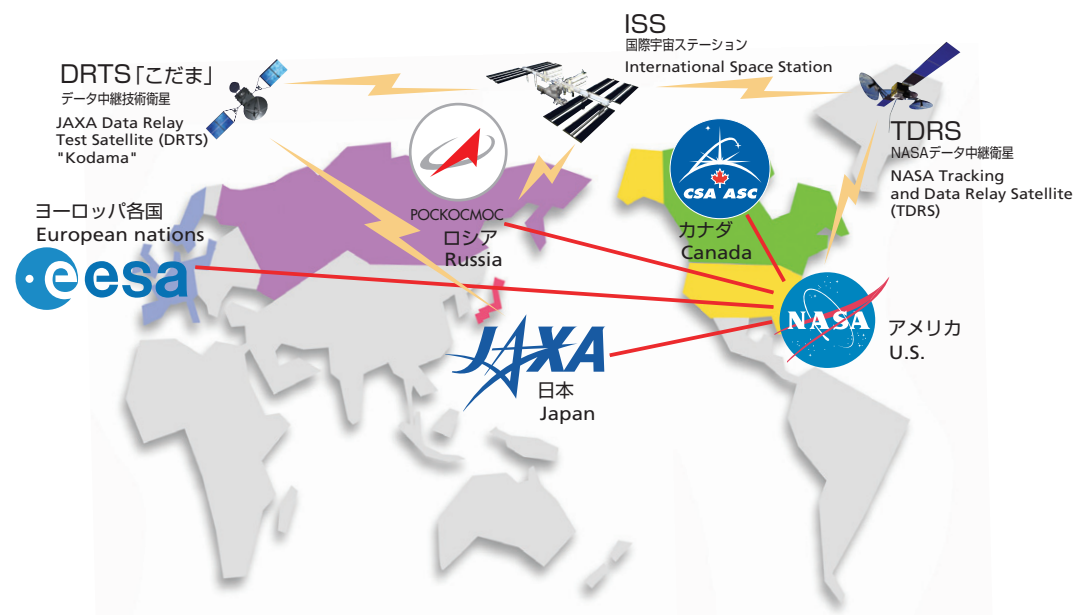 ISS
国際宇宙ステーション
International Space Station
DRTS「こだま」
データ中継技術衛星
JAXA Data Relay
Test Satellite (DRTS)
"Kodama"
TDRS
NASAデータ中継衛星
NASA Tracking
and Data Relay Satellite
(TDRS)
CSA ASC
カナダ
Canada
РОСКОСМОС
ロシア
Russia
ヨーロッパ各国
European nations
eesa
NASA
アメリカ
U.S.
JAXA
日本
Japan